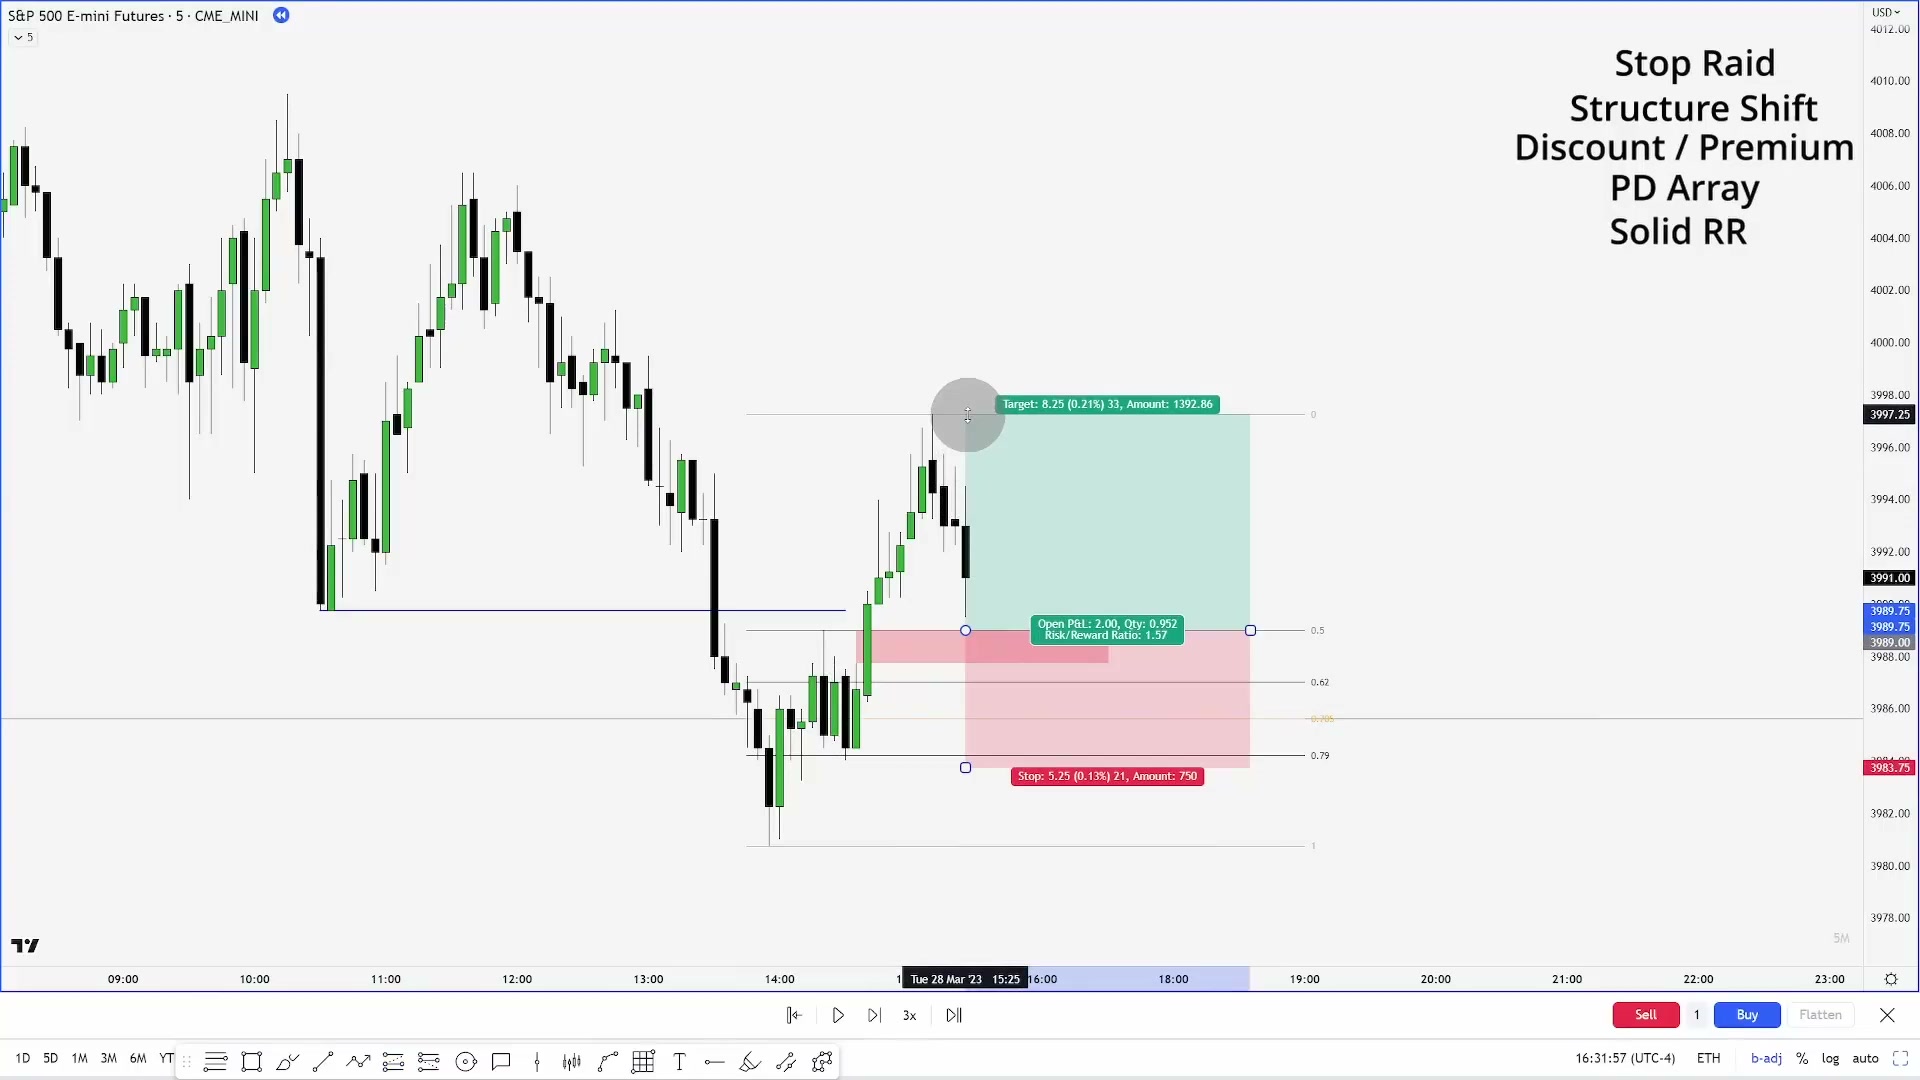 S&P 500 E-mini Futures · 5 · CME_MINI
5
USD
Stop Raid
Structure Shift
Discount / Premium
PD Array
Solid RR
4012.00
4010.00
4008.00
4006.00
4004.00
4002.00
4000.00
3998.00
3997.25
3996.00
3994.00
3992.00
3991.00
3989.75
3989.75
3989.00
3988.00
3986.00
3983.75
3982.00
3980.00
3978.00
Target: 8.25 (0.21%) 33, Amount: 1392.86
0
Open P&L: 2.00, Qty: 0.952
Risk/Reward Ratio: 1.57
0.5
0.62
0.705
0.79
Stop: 5.25 (0.13%) 21, Amount: 750
1
5M
09:00 10:00 11:00 12:00 13:00 14:00 1 Tue 28 Mar '23 15:25 16:00 18:00 19:00 20:00 21:00 22:00 23:00
3x
Sell 1 Buy Flatten
1D 5D 1M 3M 6M YT
T
16:31:57 (UTC-4) ETH b-adj % log auto